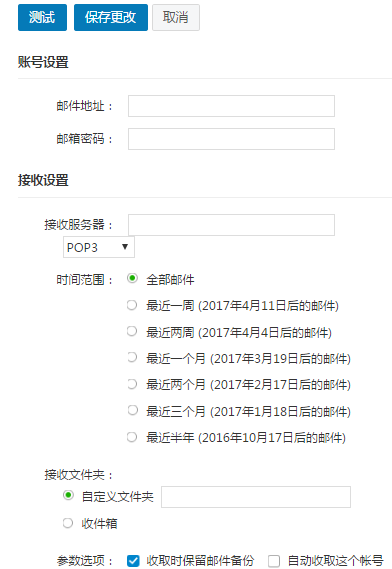 测试 保存更改 取消
账号设置
邮件地址：
邮箱密码：
接收设置
接收服务器：
POP3
时间范围： 全部邮件
最近一周 (2017年4月11日后的邮件)
最近两周 (2017年4月4日后的邮件)
最近一个月 (2017年3月19日后的邮件)
最近两个月 (2017年2月17日后的邮件)
最近三个月 (2017年1月18日后的邮件)
最近半年 (2016年10月17日后的邮件)
接收文件夹：
自定义文件夹
收件箱
参数选项： 收取时保留邮件备份 自动收取这个帐号